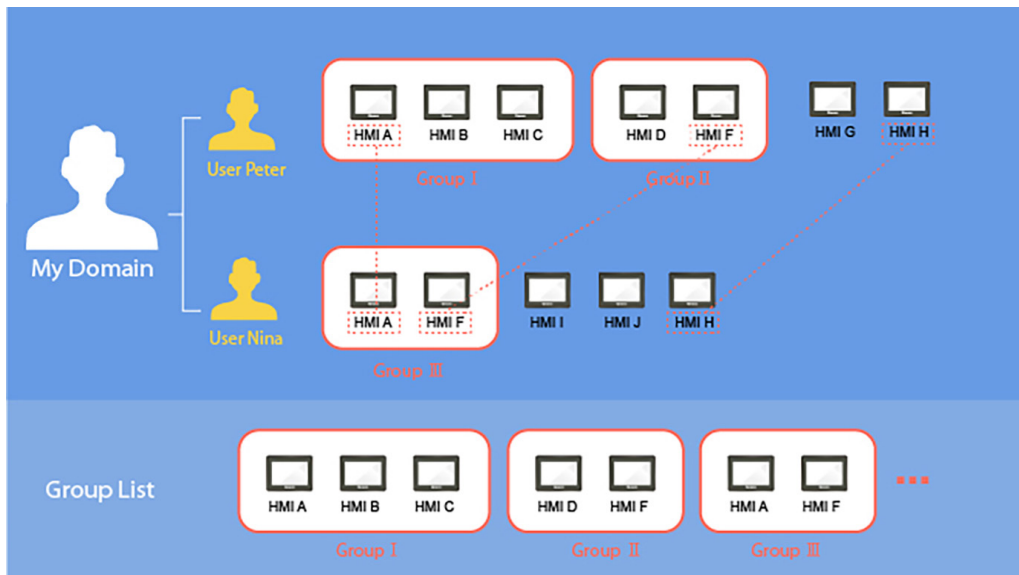 HMI A HMI B HMI C HMI D HMI F HMI G HMI H
User Peter
Group I Group II
My Domain
HMI A HMI F HMI I HMI J HMI H
User Nina
Group III
Group List
HMI A HMI B HMI C HMI D HMI F HMI A HMI F
...
Group I Group II Group III